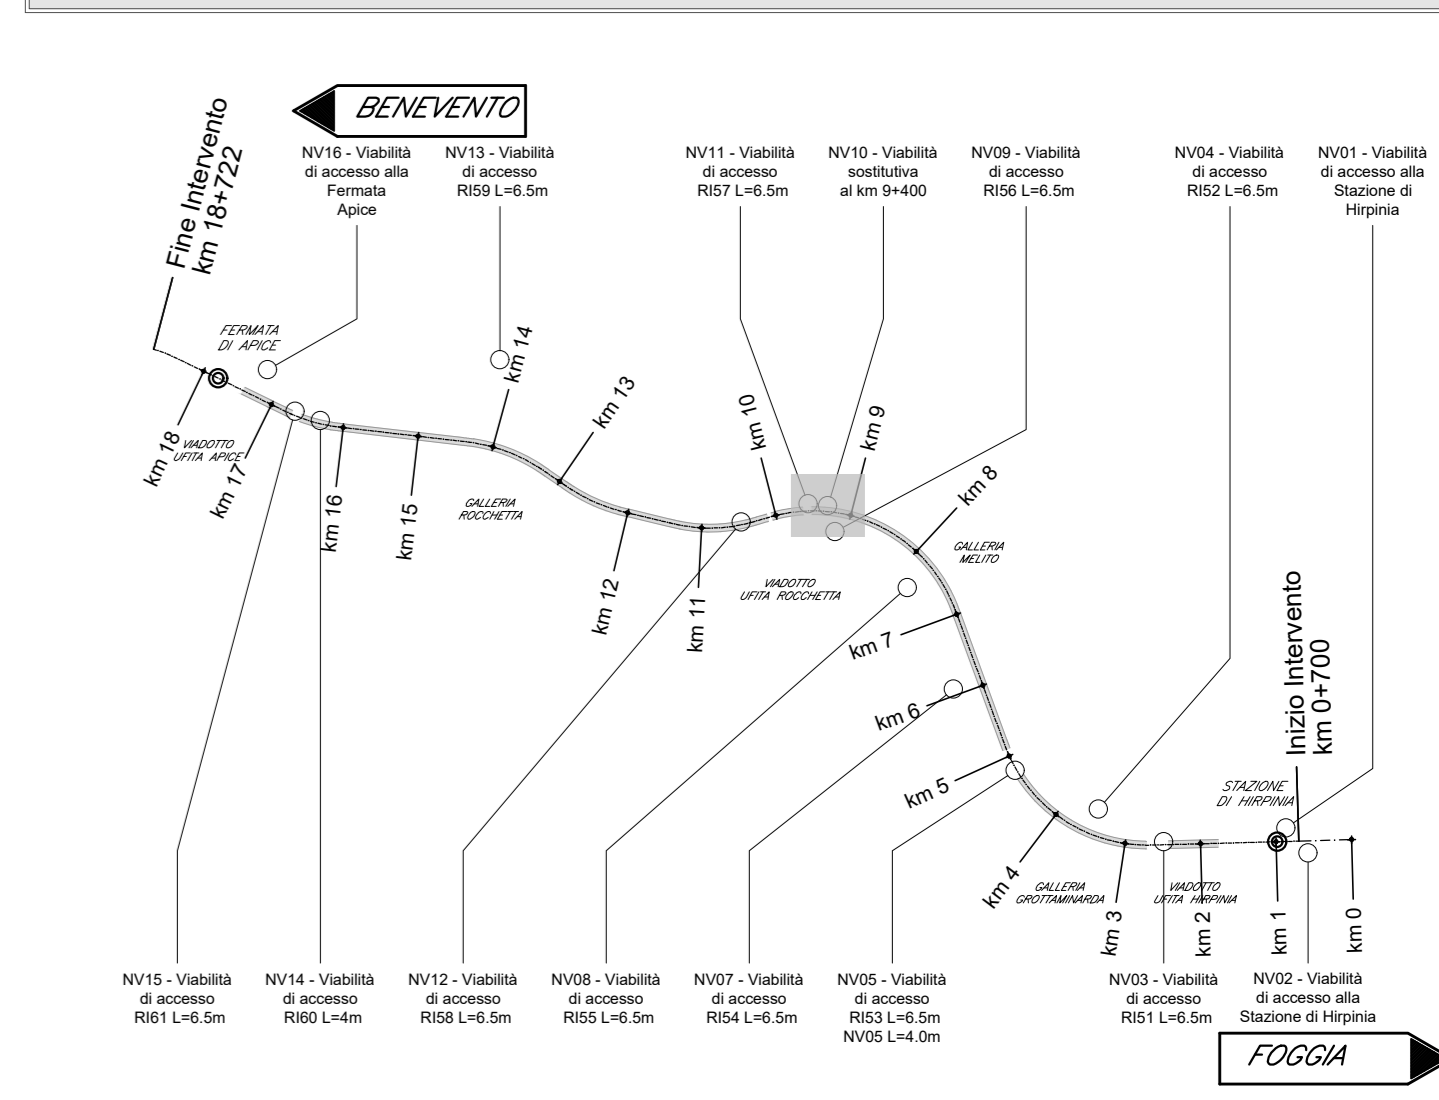 BENEVENTO
Fine Intervento
km 18+722
NV16 - Viabilità
di accesso alla
Fermata
Apice
NV13 - Viabilità
di accesso
RI59 L=6.5m
NV11 - Viabilità
di accesso
RI57 L=6.5m
NV10 - Viabilità
sostitutiva
al km 9+400
NV09 - Viabilità
di accesso
RI56 L=6.5m
NV04 - Viabilità
di accesso
RI52 L=6.5m
NV01 - Viabilità
di accesso alla
Stazione di
Hirpinia
FERMATA
DI APICE
km 18
VIADOTTO
UFITA APICE
km 17
km 16
km 15
GALLERIA
ROCCHETTA
km 14
km 13
km 12
km 11
km 10
VIADOTTO
UFITA ROCCHETTA
km 9
km 8
GALLERIA
MELITO
km 7
km 6
km 5
km 4
GALLERIA
GROTTAMINARDA
km 3
VIADOTTO
UFITA HIRPINIA
km 2
STAZIONE
DI HIRPINIA
Inizio Intervento
km 0+700
km 1
km 0
NV15 - Viabilità
di accesso
RI61 L=6.5m
NV14 - Viabilità
di accesso
RI60 L=4m
NV12 - Viabilità
di accesso
RI58 L=6.5m
NV08 - Viabilità
di accesso
RI55 L=6.5m
NV07 - Viabilità
di accesso
RI54 L=6.5m
NV05 - Viabilità
di accesso
RI53 L=6.5m
NV05 L=4.0m
NV03 - Viabilità
di accesso
RI51 L=6.5m
NV02 - Viabilità
di accesso alla
Stazione di Hirpinia
FOGGIA